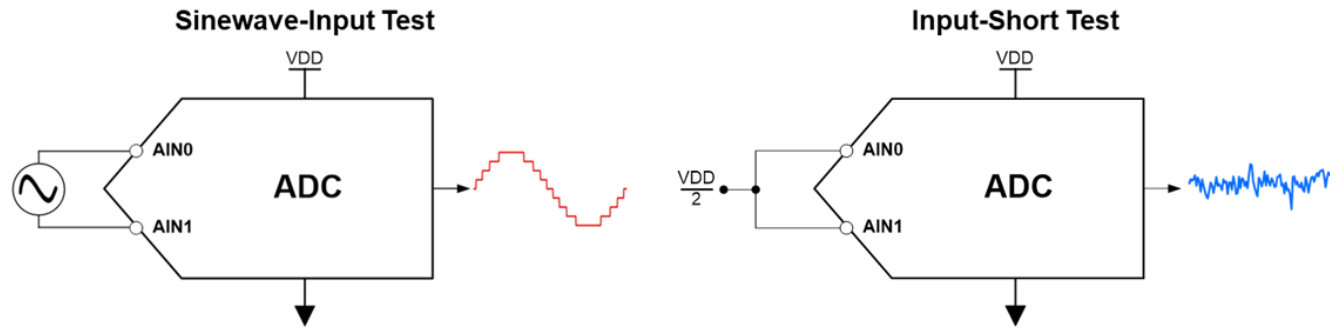 Sinewave-Input Test
VDD
AIN0
ADC
AIN1
Input-Short Test
VDD
AIN0
VDD
2
ADC
AIN1